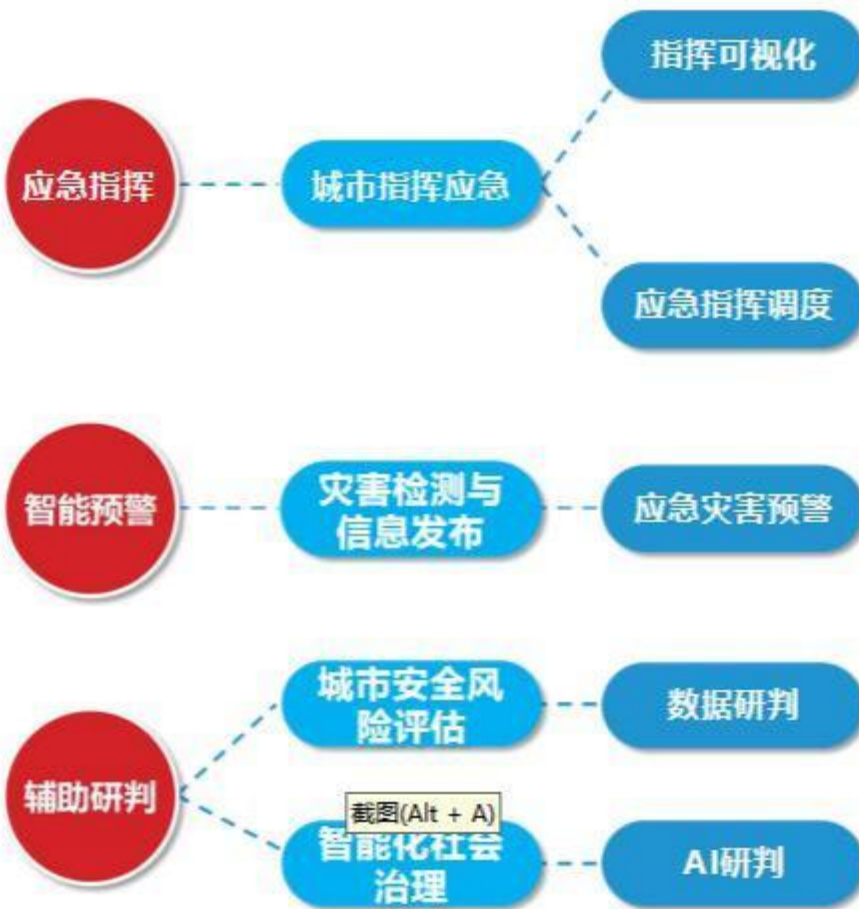 指挥可视化
应急指挥
城市指挥应急
应急指挥调度
智能预警
灾害检测与
信息发布
应急灾害预警
城市安全风
险评估
数据研判
辅助研判
截图(Alt + A)
智能化社会
治理
AI研判